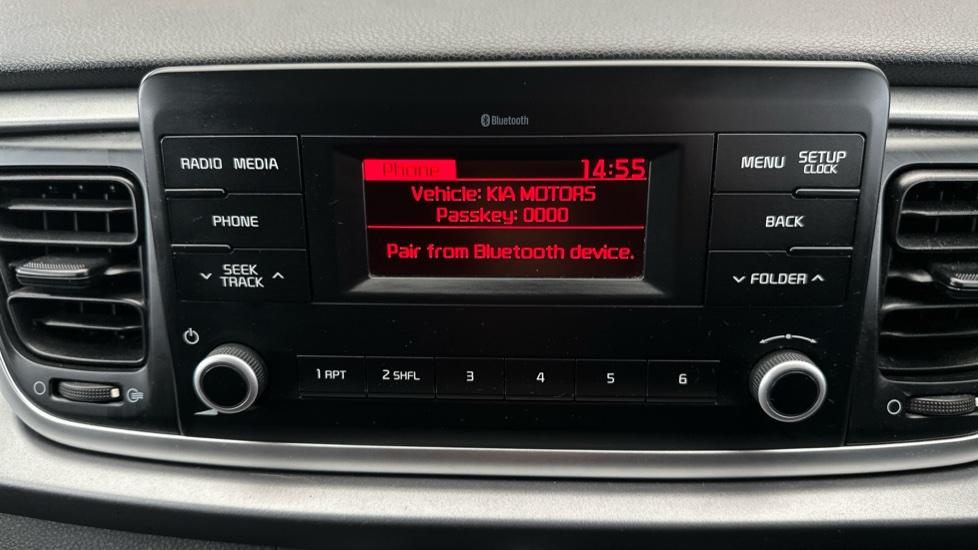 Bluetooth
RADIO MEDIA
PHONE
SEEK
TRACK
Phone 14:55
Vehicle: KIA MOTORS
Passkey: 0000
Pair from Bluetooth device.
MENU SETUP
CLOCK
BACK
FOLDER
1 RPT 2 SHFL 3 4 5 6